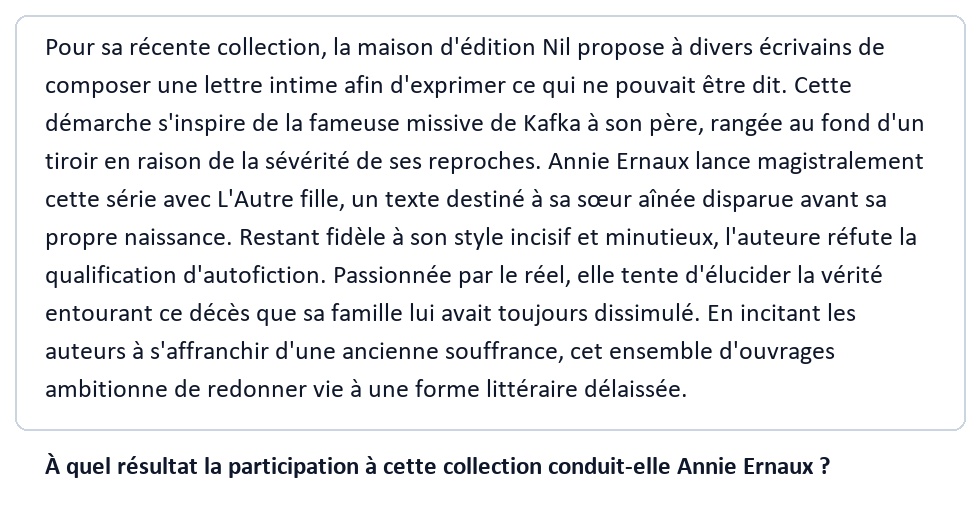 Pour sa récente collection, la maison d'édition Nil propose à divers écrivains de
composer une lettre intime afin d'exprimer ce qui ne pouvait être dit. Cette
démarche s'inspire de la fameuse missive de Kafka à son père, rangée au fond d'un
tiroir en raison de la sévérité de ses reproches. Annie Ernaux lance magistralement
cette série avec L'Autre fille, un texte destiné à sa sœur aînée disparue avant sa
propre naissance. Restant fidèle à son style incisif et minutieux, l'auteure réfute la
qualification d'autofiction. Passionnée par le réel, elle tente d'élucider la vérité
entourant ce décès que sa famille lui avait toujours dissimulé. En incitant les
auteurs à s'affranchir d'une ancienne souffrance, cet ensemble d'ouvrages
ambitionne de redonner vie à une forme littéraire délaissée.
À quel résultat la participation à cette collection conduit-elle Annie Ernaux ?